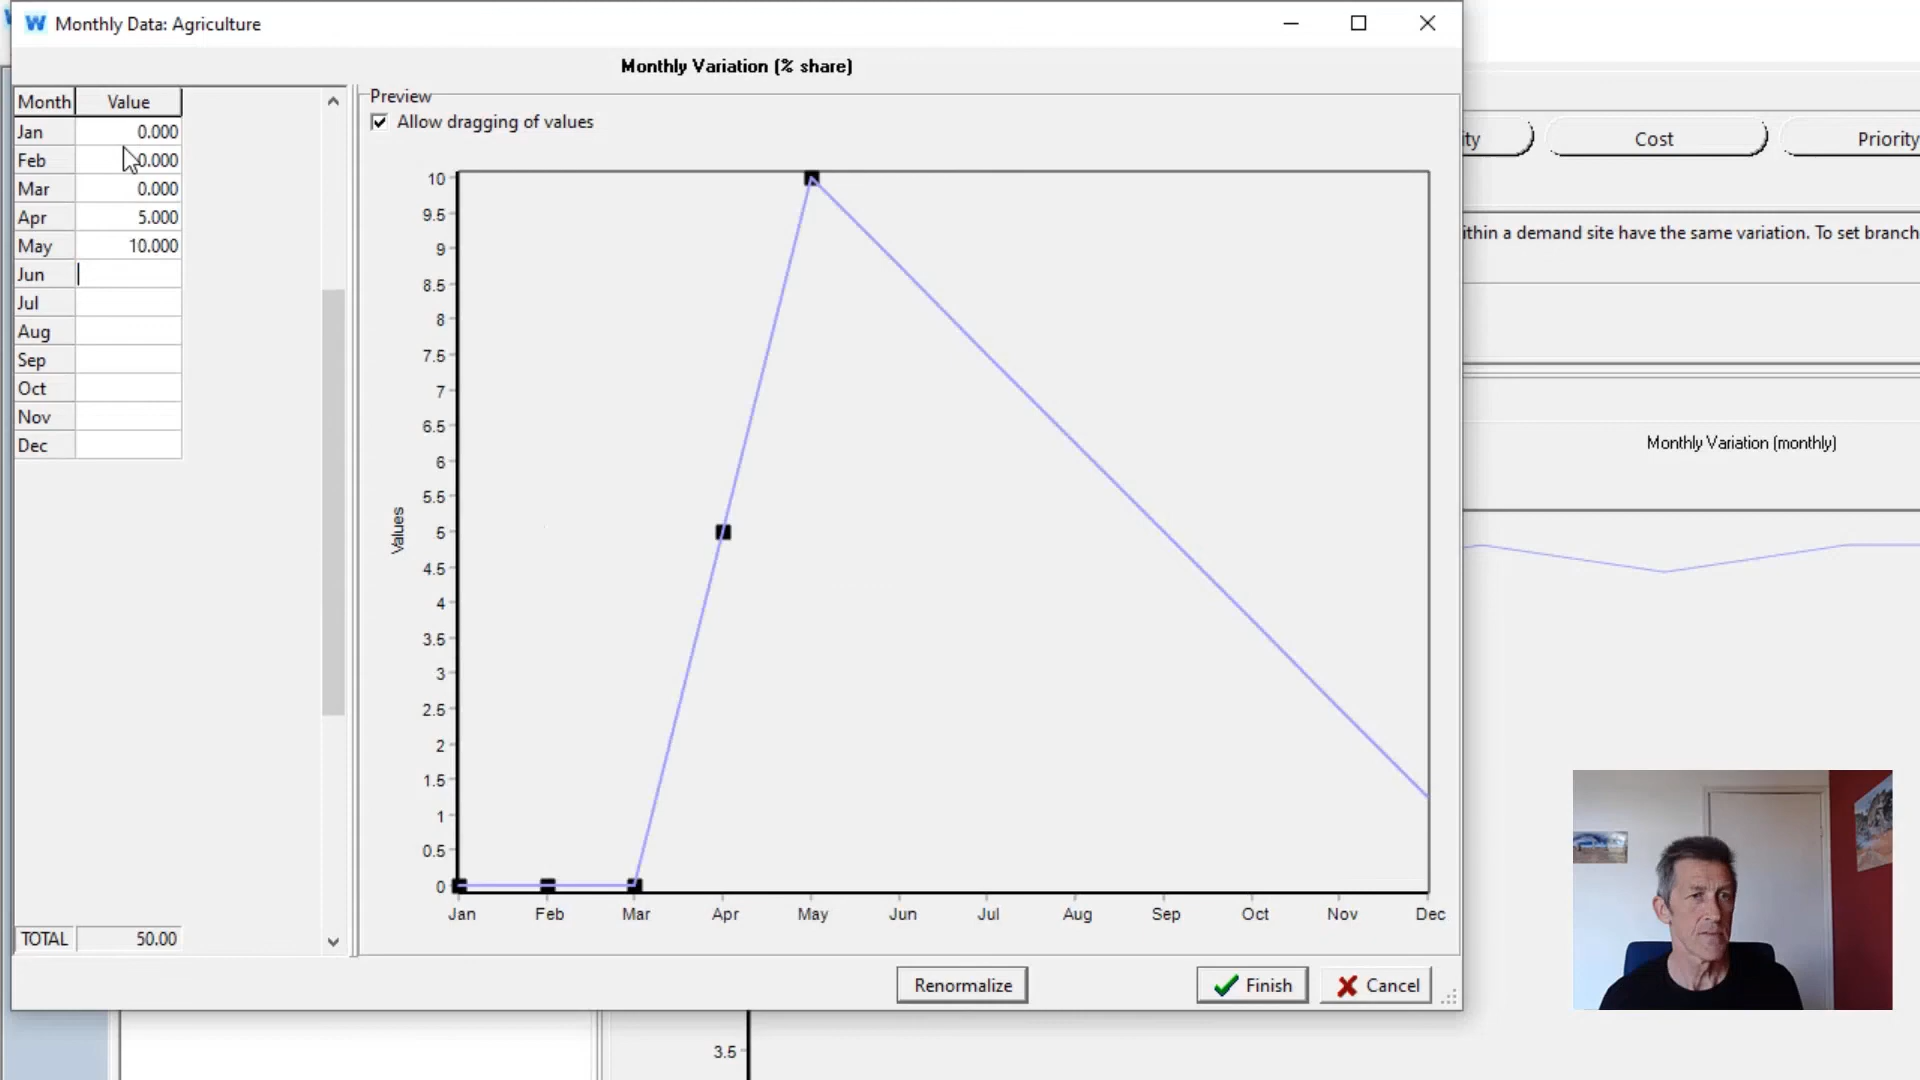 W Monthly Data: Agriculture
Monthly Variation (% share)
Month Value
Jan 0.000
Feb 0.000
Mar 0.000
Apr 5.000
May 10.000
Jun
Jul
Aug
Sep
Oct
Nov
Dec
TOTAL 50.00
Preview
Allow dragging of values
10
9.5
9
8.5
8
7.5
7
6.5
6
5.5
5
4.5
4
3.5
3
2.5
2
1.5
1
0.5
0
Values
Jan Feb Mar Apr May Jun Jul Aug Sep Oct Nov Dec
Renormalize Finish Cancel
ity Cost Priority
ithin a demand site have the same variation. To set branch
Monthly Variation (monthly)
3.5